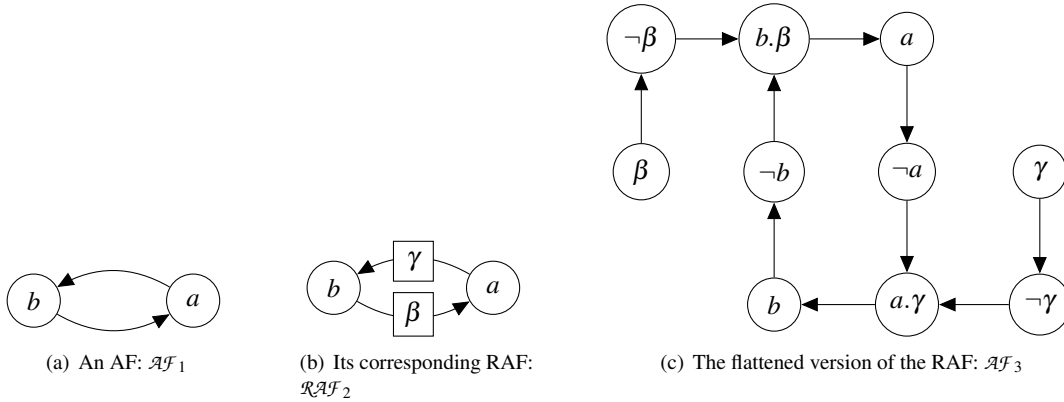 ¬β b.β a
β ¬b ¬a γ
b γ a
β
b a b a.γ ¬γ
(a) An AF: 𝒜ℱ₁
(b) Its corresponding RAF:
ℛ𝒜ℱ₂
(c) The flattened version of the RAF: 𝒜ℱ₃